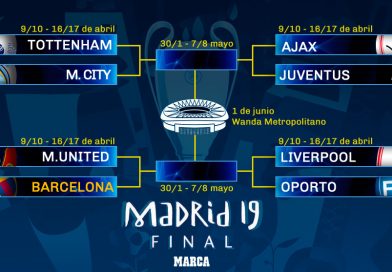 9/10 - 16/17 de abril
TOTTENHAM
M. CITY
30/1 - 7/8 mayo
9/10 - 16/17 de abril
AJAX
JUVENTUS
1 de junio
Wanda Metropolitano
9/10 - 16/17 de abril
M.UNITED
BARCELONA
30/1 - 7/8 mayo
9/10 - 16/17 de abril
LIVERPOOL
OPORTO
MADRID 19
FINAL
MARCA